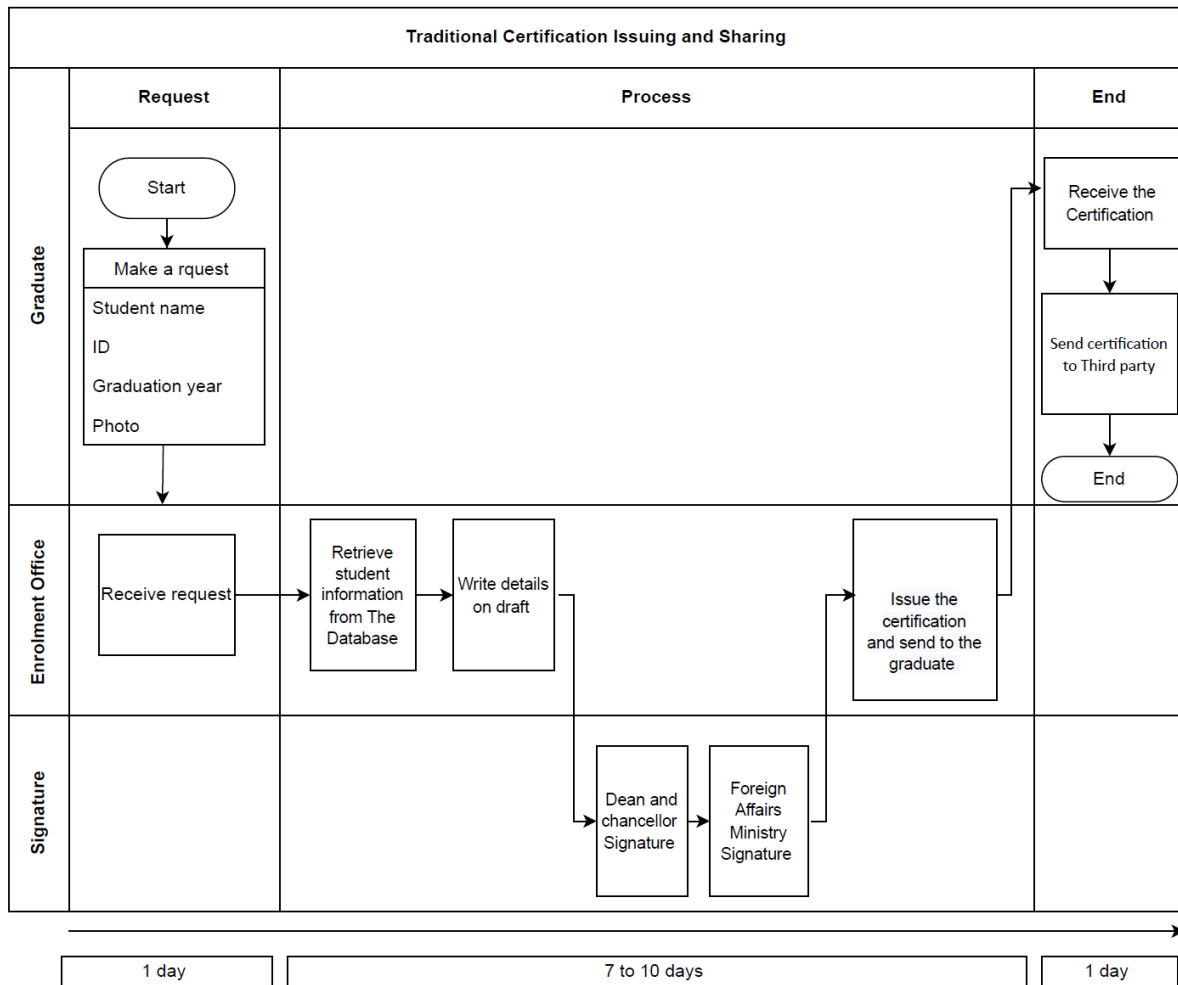 Traditional Certification Issuing and Sharing
Request
Process
End
Graduate
Start
Make a rquest
Student name
ID
Graduation year
Photo
Receive the
Certification
Send certification
to Third party
End
Enrolment Office
Receive request
Retrieve
student
information
from The
Database
Write details
on draft
Issue the
certification
and send to the
graduate
Signature
Dean and
chancellor
Signature
Foreign
Affairs
Ministry
Signature
1 day
7 to 10 days
1 day